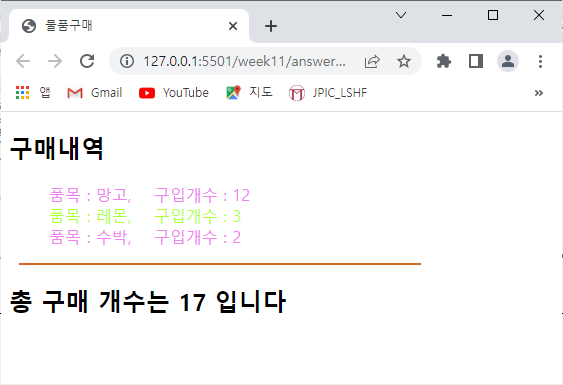 물품구매
127.0.0.1:5501/week11/answer...
앱 Gmail YouTube 지도 JPIC_LSHF »
구매내역
품목 : 망고, 구입개수 : 12
품목 : 레몬, 구입개수 : 3
품목 : 수박, 구입개수 : 2
총 구매 개수는 17 입니다